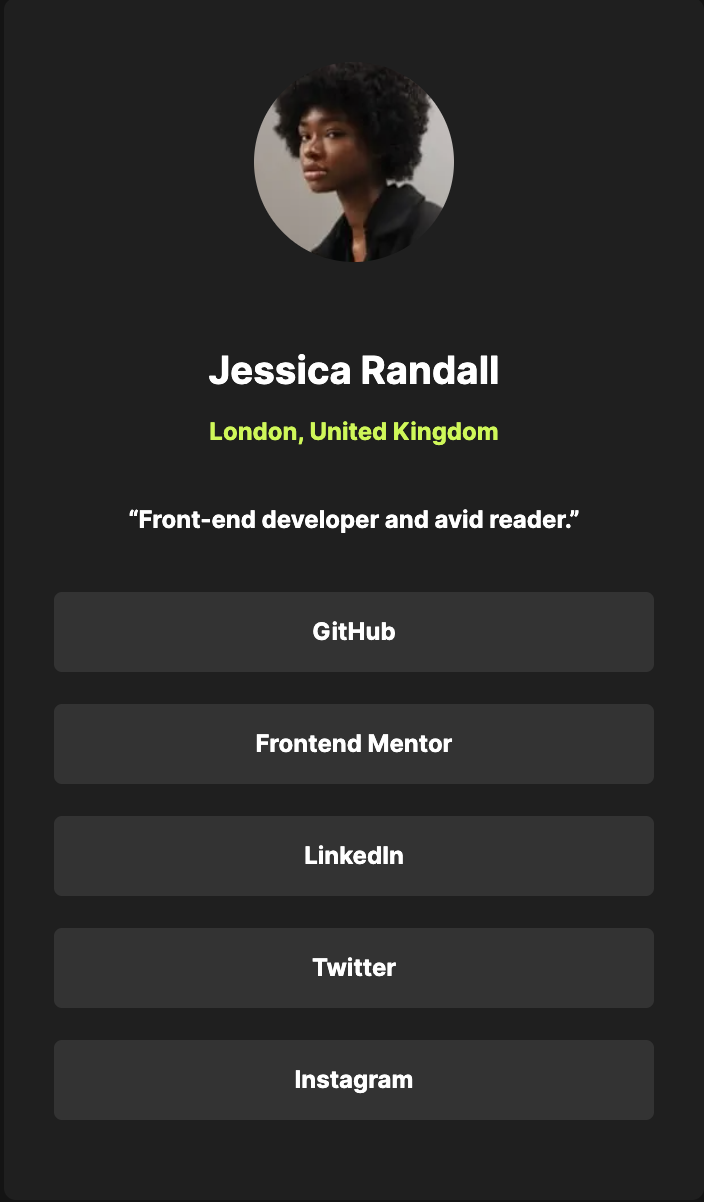 Jessica Randall
London, United Kingdom
“Front-end developer and avid reader.”
GitHub
Frontend Mentor
LinkedIn
Twitter
Instagram